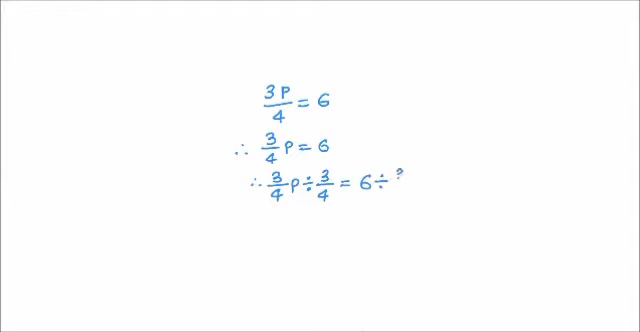 3P/4 = 6
∴ 3/4 P = 6
∴ 3/4 P ÷ 3/4 = 6 ÷ ?